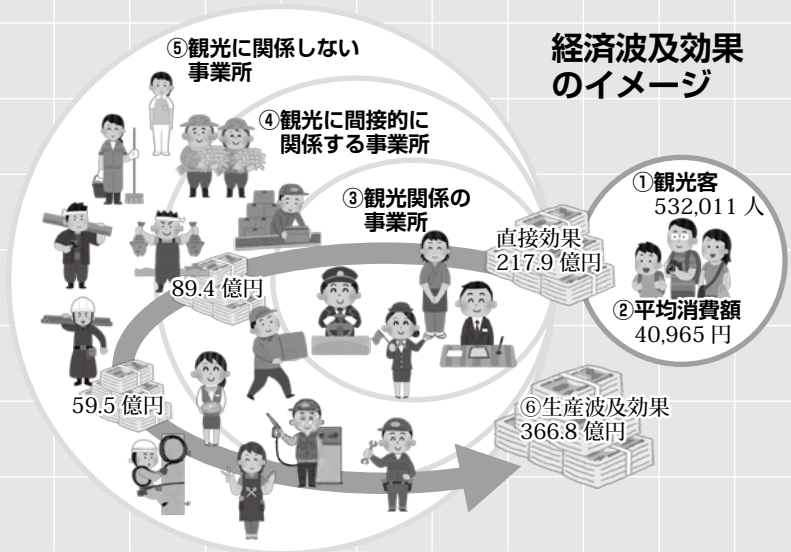 経済波及効果
のイメージ
①観光客
532,011 人
②平均消費額
40,965 円
直接効果
217.9 億円
③観光関係の
事業所
④観光に間接的に
関係する事業所
89.4 億円
⑤観光に関係しない
事業所
59.5 億円
⑥生産波及効果
366.8 億円